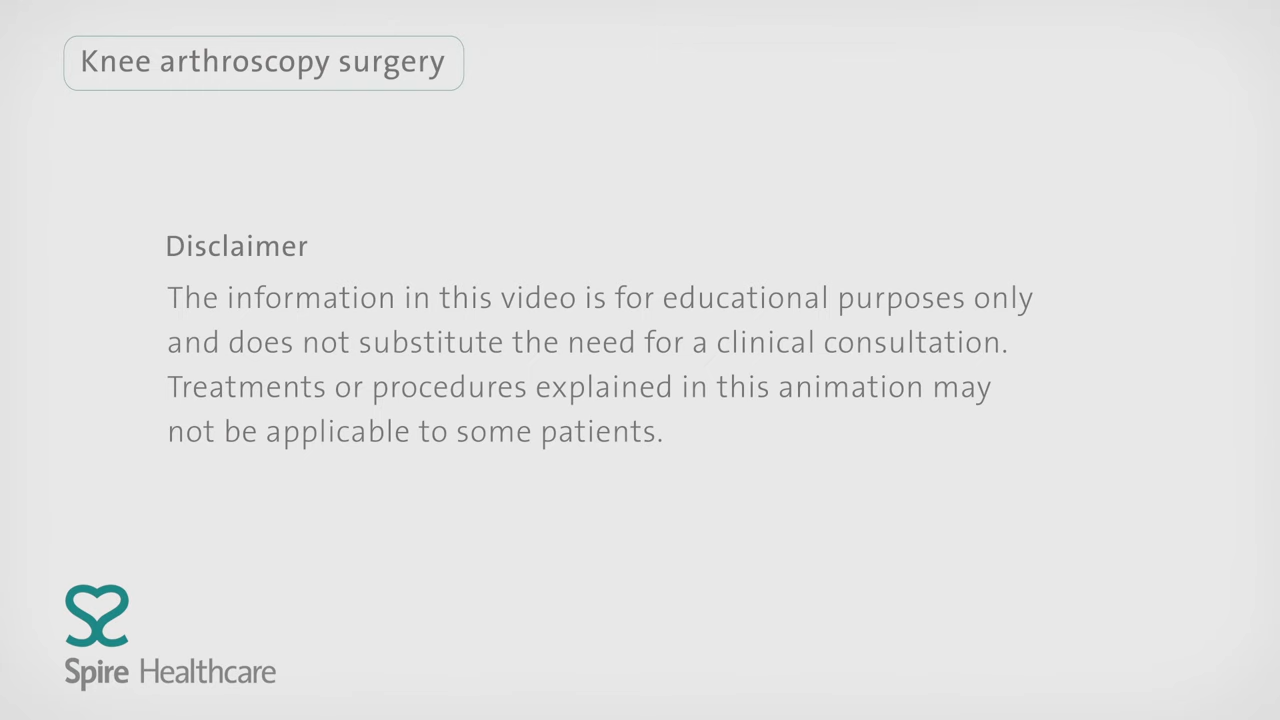 Knee arthroscopy surgery
Disclaimer
The information in this video is for educational purposes only
and does not substitute the need for a clinical consultation.
Treatments or procedures explained in this animation may
not be applicable to some patients.
Spire Healthcare